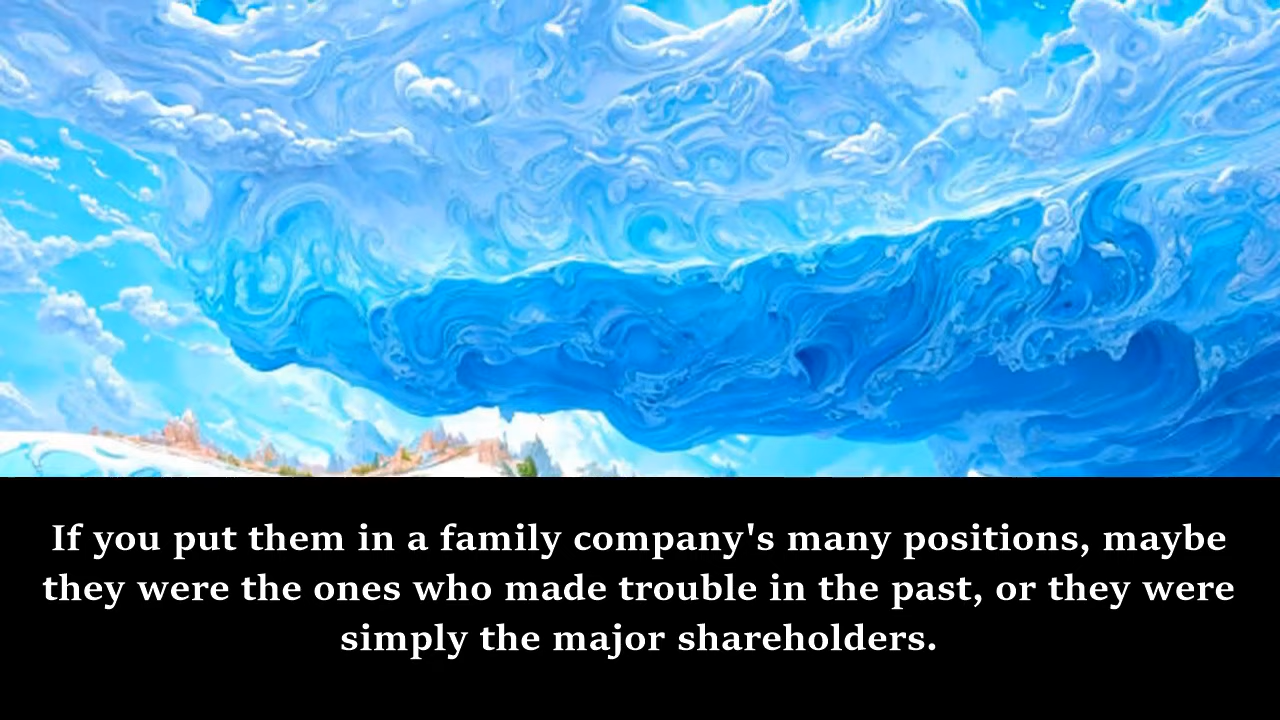 If you put them in a family company's many positions, maybe
they were the ones who made trouble in the past, or they were
simply the major shareholders.